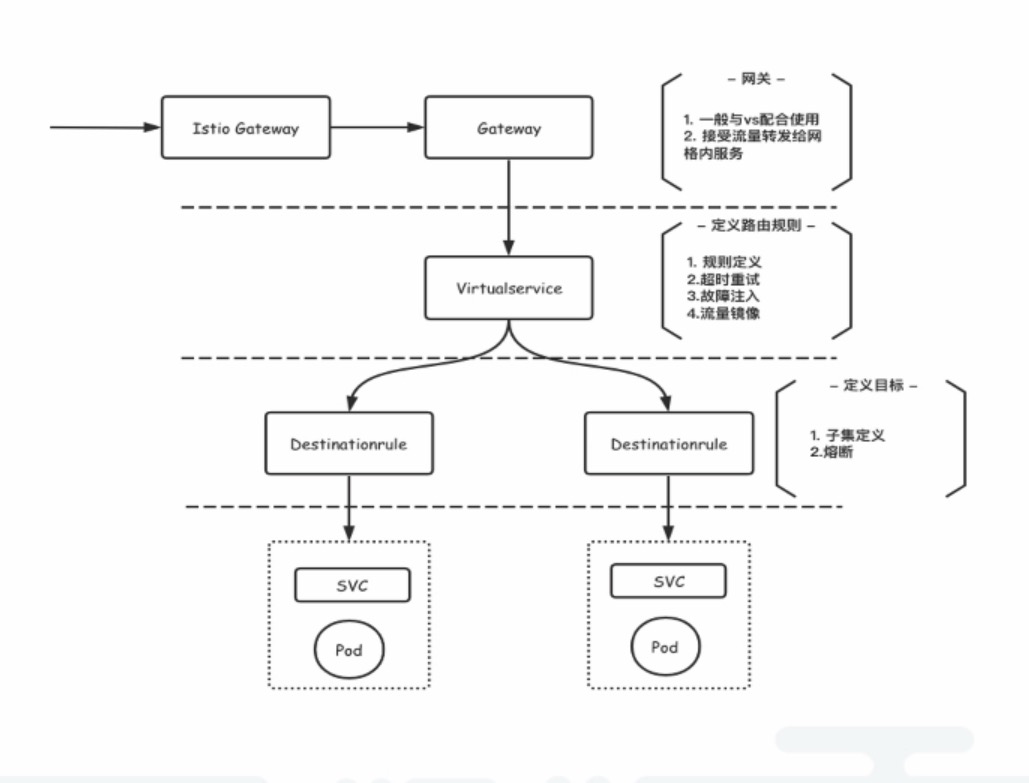 Istio Gateway
Gateway
– 网关 –
1. 一般与vs配合使用
2. 接受流量转发给网
格内服务
Virtualservice
– 定义路由规则 –
1. 规则定义
2.超时重试
3.故障注入
4.流量镜像
Destinationrule
Destinationrule
– 定义目标 –
1. 子集定义
2.熔断
SVC
Pod
SVC
Pod